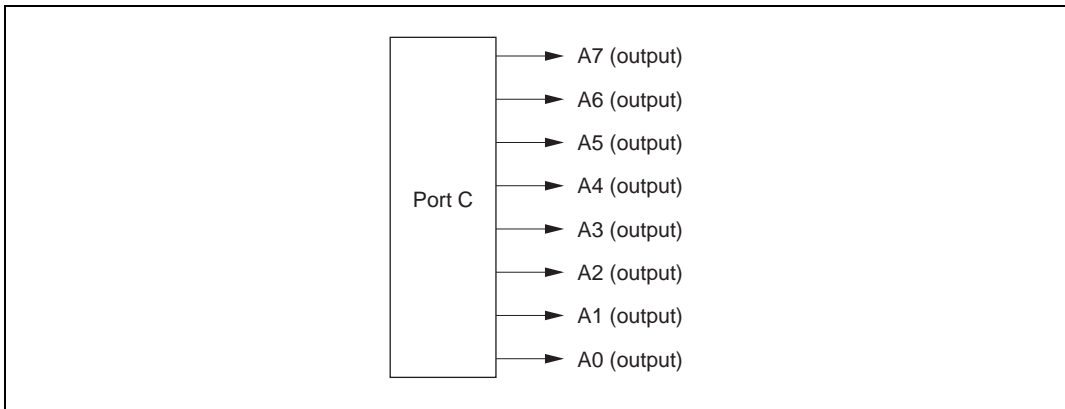 Port C
A7 (output)
A6 (output)
A5 (output)
A4 (output)
A3 (output)
A2 (output)
A1 (output)
A0 (output)